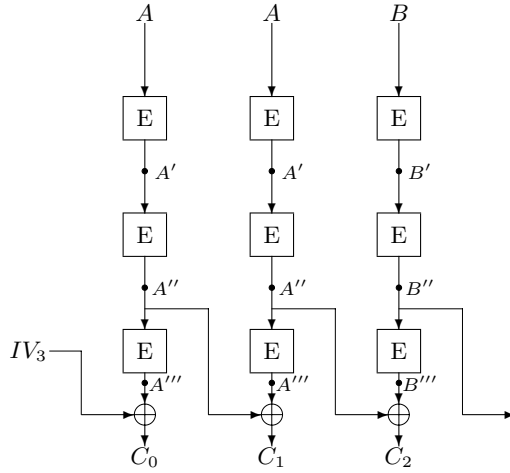 A A B
E E E
A′ A′ B′
E E E
A′′ A′′ B′′
E E E
IV₃
A′′′ A′′′ B′′′
C₀ C₁ C₂